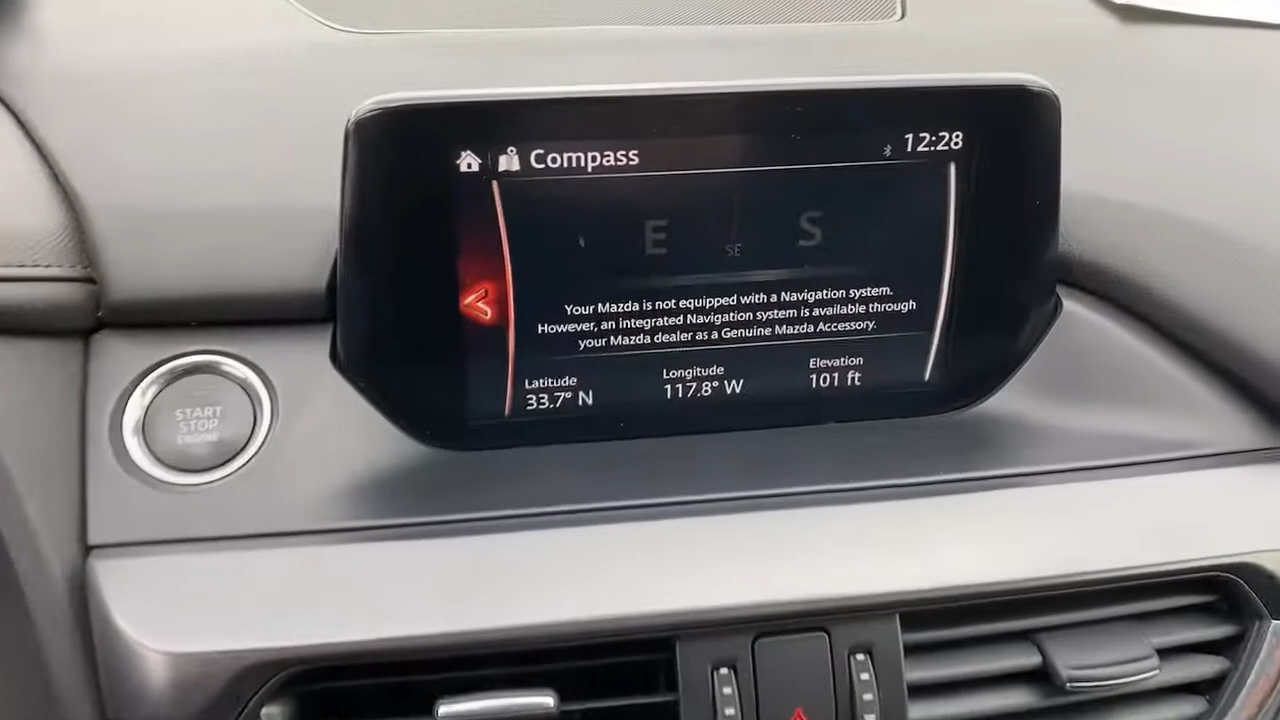 Compass
12:28
E
SE
S
Your Mazda is not equipped with a Navigation system.
However, an integrated Navigation system is available through
your Mazda dealer as a Genuine Mazda Accessory.
Latitude
33.7° N
Longitude
117.8° W
Elevation
101 ft
START
STOP
ENGINE